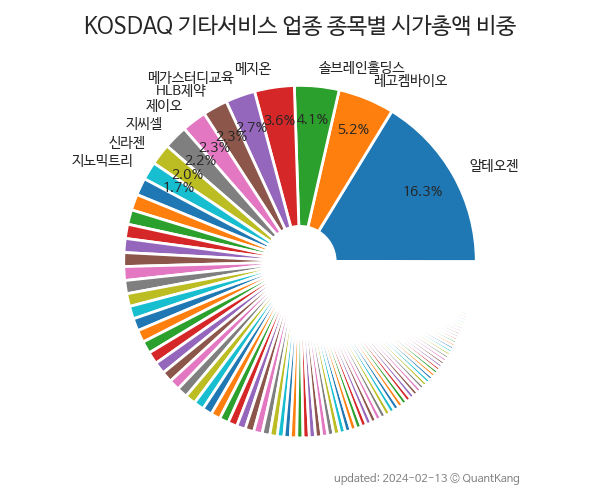 KOSDAQ 기타서비스 업종 종목별 시가총액 비중
알테오젠
16.3%
레고켐바이오
5.2%
솔브레인홀딩스
4.1%
메지온
3.6%
메가스터디교육
2.7%
HLB제약
2.3%
제이오
2.3%
지씨셀
2.2%
신라젠
2.0%
지노믹트리
1.7%
updated: 2024-02-13 © QuantKang